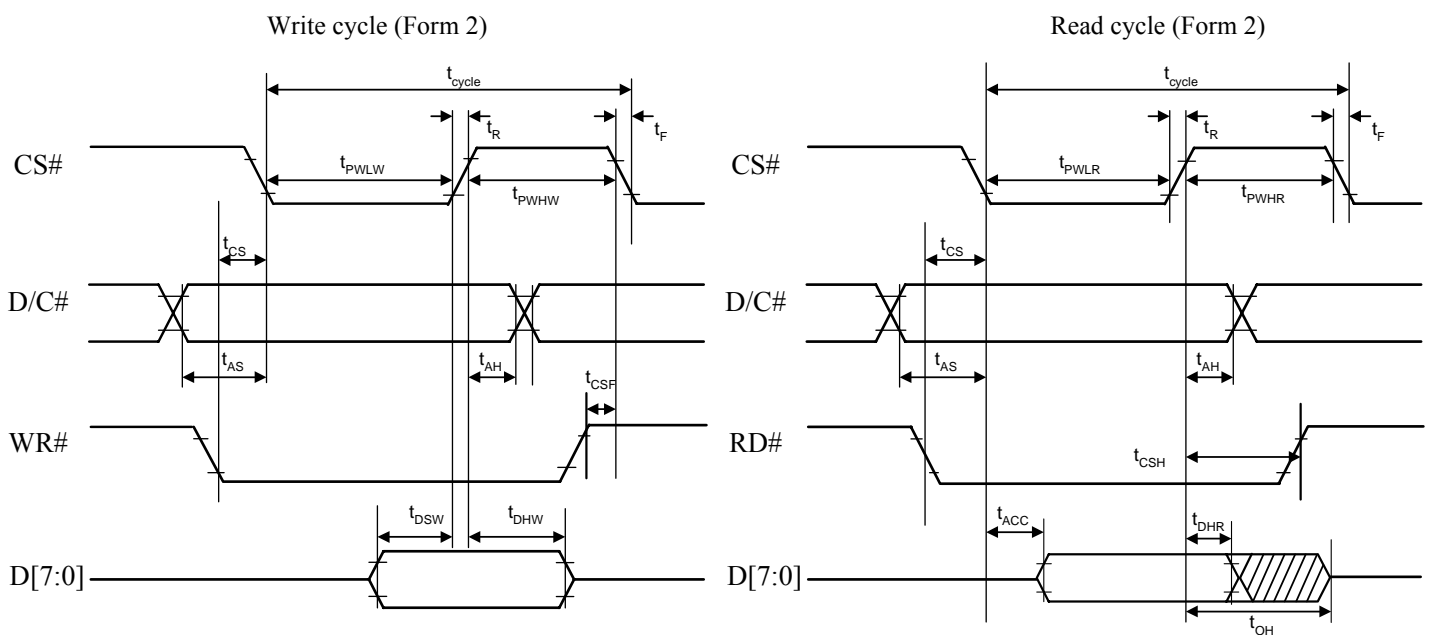 Write cycle (Form 2)
tcycle
tR
tF
CS#
tPWLW
tPWHW
tCS
D/C#
tAS
tAH
tCSF
WR#
tDSW
tDHW
D[7:0]
Read cycle (Form 2)
tcycle
tR
tF
CS#
tPWLR
tPWHR
tCS
D/C#
tAS
tAH
RD#
tCSH
tACC
tDHR
D[7:0]
tOH